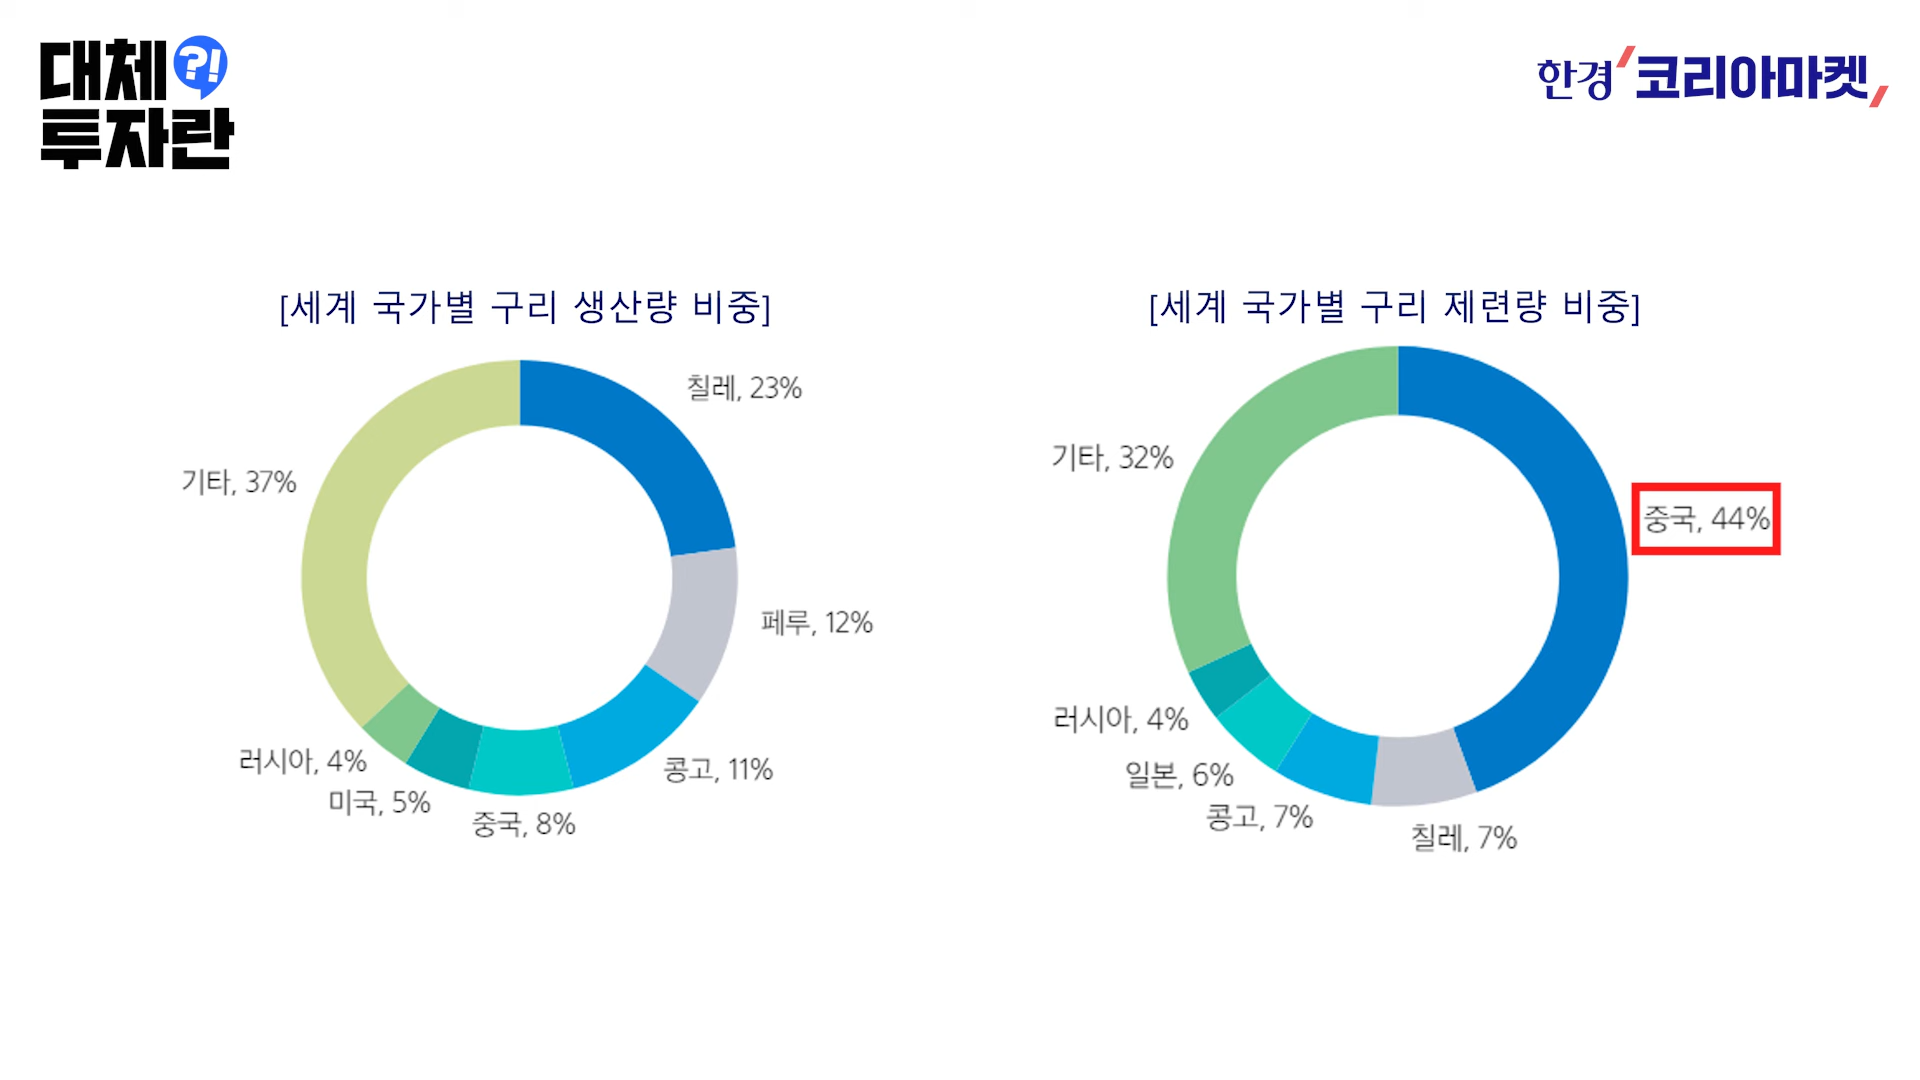 대체?!
투자란
한경 '코리아마켓,
[세계 국가별 구리 생산량 비중]
칠레, 23%
페루, 12%
콩고, 11%
중국, 8%
미국, 5%
러시아, 4%
기타, 37%
[세계 국가별 구리 제련량 비중]
중국, 44%
칠레, 7%
콩고, 7%
일본, 6%
러시아, 4%
기타, 32%